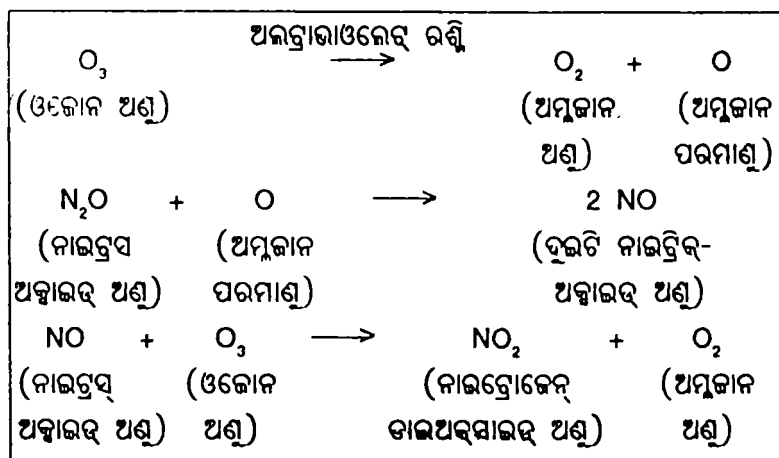 ଅଲଟ୍ରାଭାଓଲେଟ୍ ରଶ୍ମି
O₃ ⟶ O₂ + O
(ଓଜୋନ ଅଣୁ) (ଅମ୍ଳଜାନ (ଅମ୍ଳଜାନ
ଅଣୁ) ପରମାଣୁ)
N₂O + O ⟶ 2 NO
(ନାଇଟ୍ରସ (ଅମ୍ଳଜାନ (ଦୁଇଟି ନାଇଟ୍ରିକ୍-
ଅକ୍ସାଇଡ୍ ଅଣୁ) ପରମାଣୁ) ଅକ୍ସାଇଡ୍ ଅଣୁ)
NO + O₃ ⟶ NO₂ + O₂
(ନାଇଟ୍ରସ୍ (ଓଜୋନ (ନାଇଟ୍ରୋଜେନ୍ (ଅମ୍ଳଜାନ
ଅକ୍ସାଇଡ୍ ଅଣୁ) ଅଣୁ) ଡାଇଅକ୍ସାଇଡ୍ ଅଣୁ) ଅଣୁ)